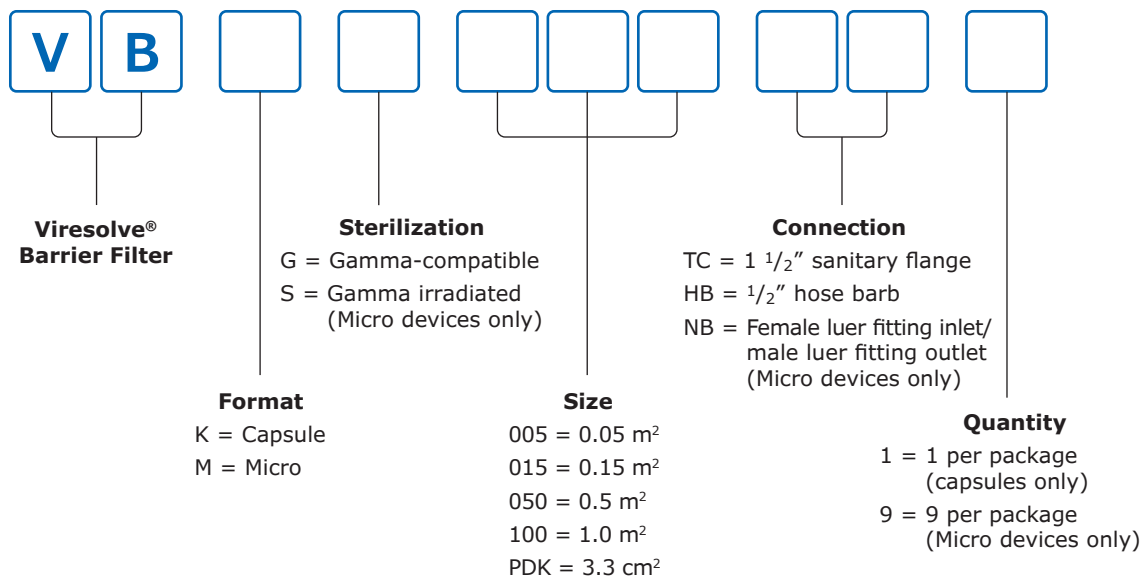 V B
Viresolve®
Barrier Filter
Sterilization
G = Gamma-compatible
S = Gamma irradiated
(Micro devices only)
Connection
TC = 1 1/2" sanitary flange
HB = 1/2" hose barb
NB = Female luer fitting inlet/
male luer fitting outlet
(Micro devices only)
Format
K = Capsule
M = Micro
Size
005 = 0.05 m²
015 = 0.15 m²
050 = 0.5 m²
100 = 1.0 m²
PDK = 3.3 cm²
Quantity
1 = 1 per package
(capsules only)
9 = 9 per package
(Micro devices only)